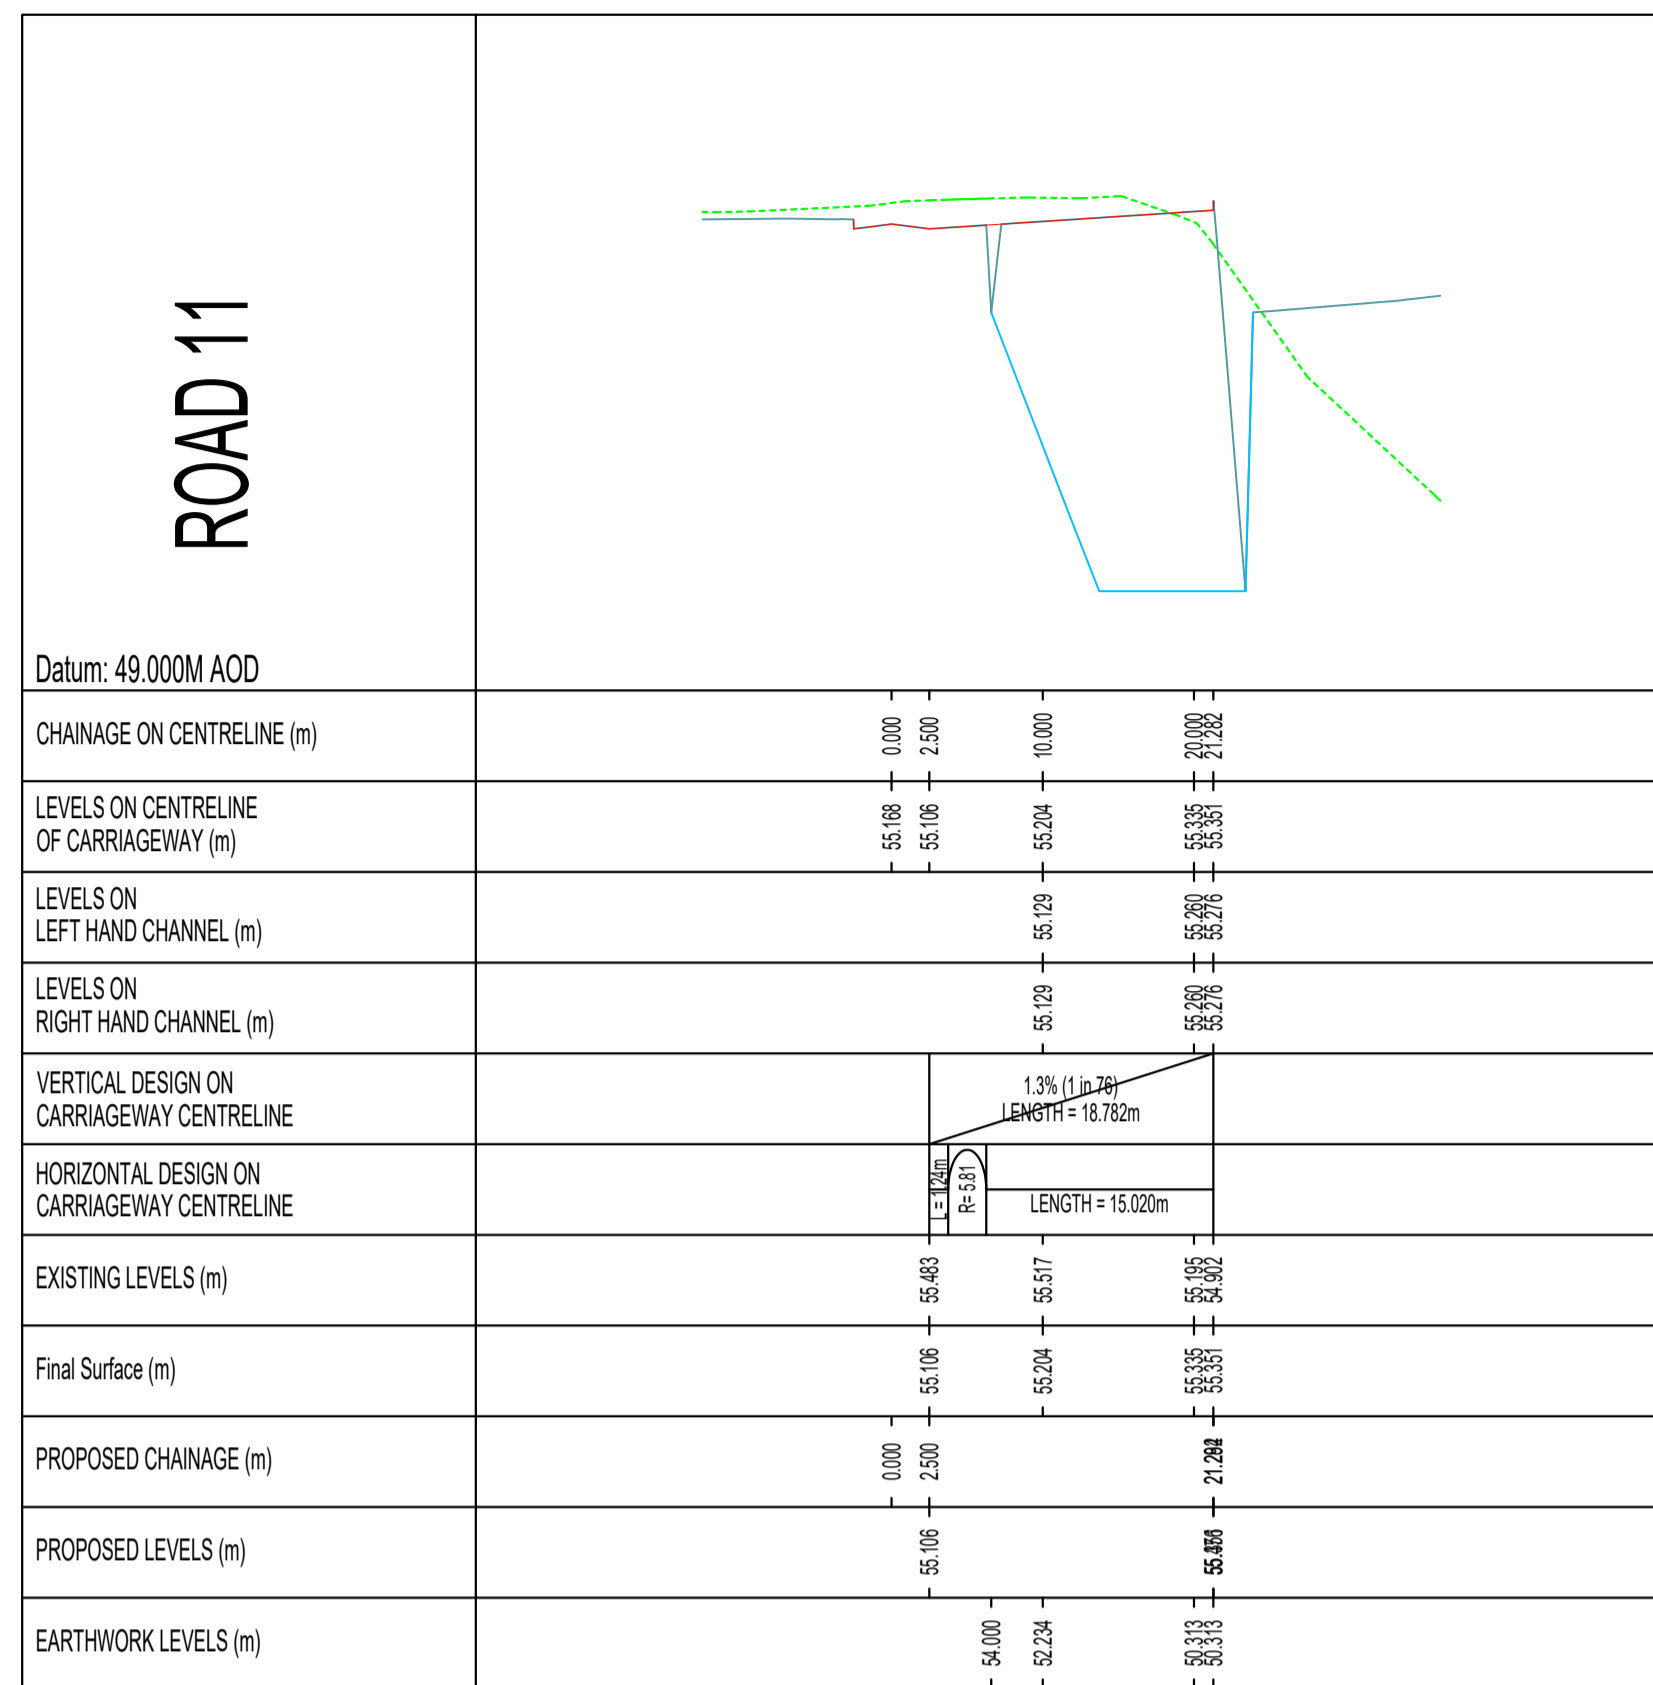 ROAD 11
Datum: 49.000M AOD
CHAINAGE ON CENTRELINE (m)
0.000 2.500 10.000 20.000 21.282
LEVELS ON CENTRELINE
OF CARRIAGEWAY (m)
55.168 55.106 55.204 55.335 55.351
LEVELS ON
LEFT HAND CHANNEL (m)
55.129 55.260 55.276
LEVELS ON
RIGHT HAND CHANNEL (m)
55.129 55.260 55.276
VERTICAL DESIGN ON
CARRIAGEWAY CENTRELINE
1.3% (1 in 76)
LENGTH = 18.782m
HORIZONTAL DESIGN ON
CARRIAGEWAY CENTRELINE
L = 1.24m
R= 5.81
LENGTH = 15.020m
EXISTING LEVELS (m)
55.483 55.517 55.195 54.902
Final Surface (m)
55.106 55.204 55.335 55.351
PROPOSED CHAINAGE (m)
0.000 2.500
PROPOSED LEVELS (m)
55.106
EARTHWORK LEVELS (m)
54.000 52.234 50.313 50.313